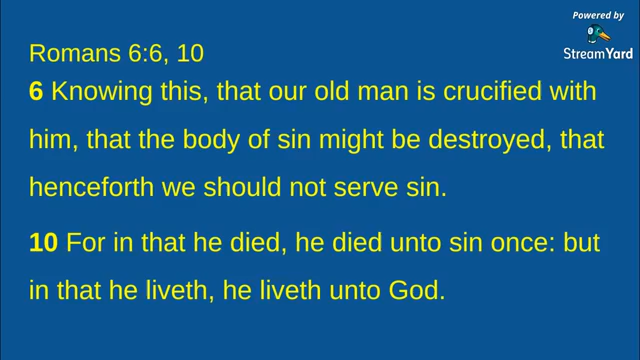 Powered by
StreamYard
Romans 6:6, 10
6 Knowing this, that our old man is crucified with
him, that the body of sin might be destroyed, that
henceforth we should not serve sin.
10 For in that he died, he died unto sin once: but
in that he liveth, he liveth unto God.